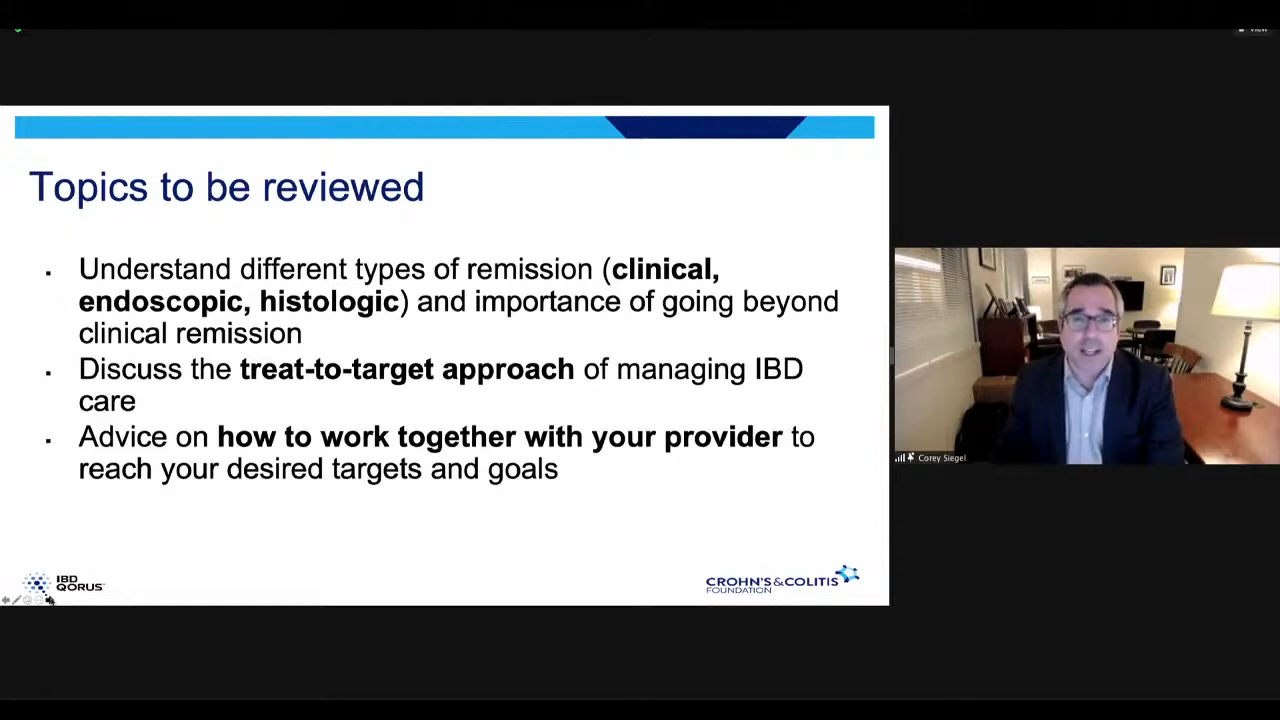 View
Topics to be reviewed
▪ Understand different types of remission (clinical,
endoscopic, histologic) and importance of going beyond
clinical remission
▪ Discuss the treat-to-target approach of managing IBD
care
▪ Advice on how to work together with your provider to
reach your desired targets and goals
Corey Siegel
IBD
QORUS™
CROHN'S & COLITIS
FOUNDATION